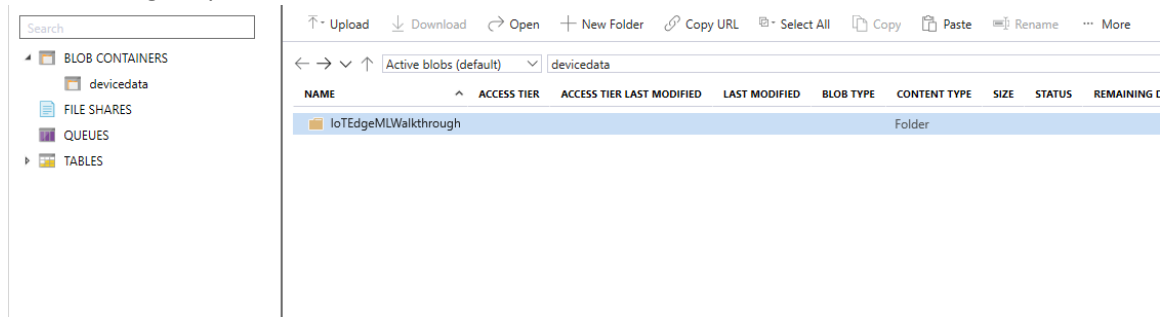 Search
BLOB CONTAINERS
devicedata
FILE SHARES
QUEUES
TABLES
Upload Download Open New Folder Copy URL Select All Copy Paste Rename ... More
Active blobs (default) devicedata
NAME ACCESS TIER ACCESS TIER LAST MODIFIED LAST MODIFIED BLOB TYPE CONTENT TYPE SIZE STATUS REMAINING D
IoTEdgeMLWalkthrough Folder